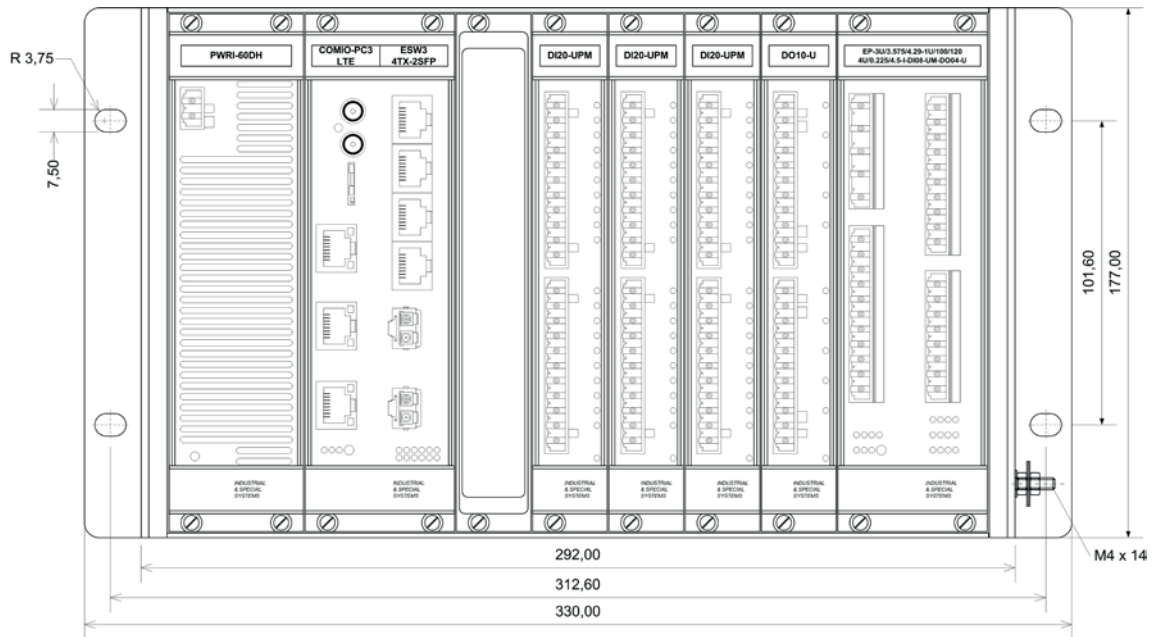 PWRI-60DH
COMIO-PC3
LTE
ESW3
4TX-2SFP
DI20-UPM
DI20-UPM
DI20-UPM
DO10-U
EP-3U/3.575/4.29-1U/100/120
4U/0.225/4.5-I-DI08-UM-DO04-U
R 3,75
7,50
101,60
177,00
INDUSTRIAL
& SPECIAL
SYSTEMS
INDUSTRIAL
& SPECIAL
SYSTEMS
INDUSTRIAL
& SPECIAL
SYSTEMS
INDUSTRIAL
& SPECIAL
SYSTEMS
INDUSTRIAL
& SPECIAL
SYSTEMS
INDUSTRIAL
& SPECIAL
SYSTEMS
INDUSTRIAL
& SPECIAL
SYSTEMS
M4 x 14
292,00
312,60
330,00